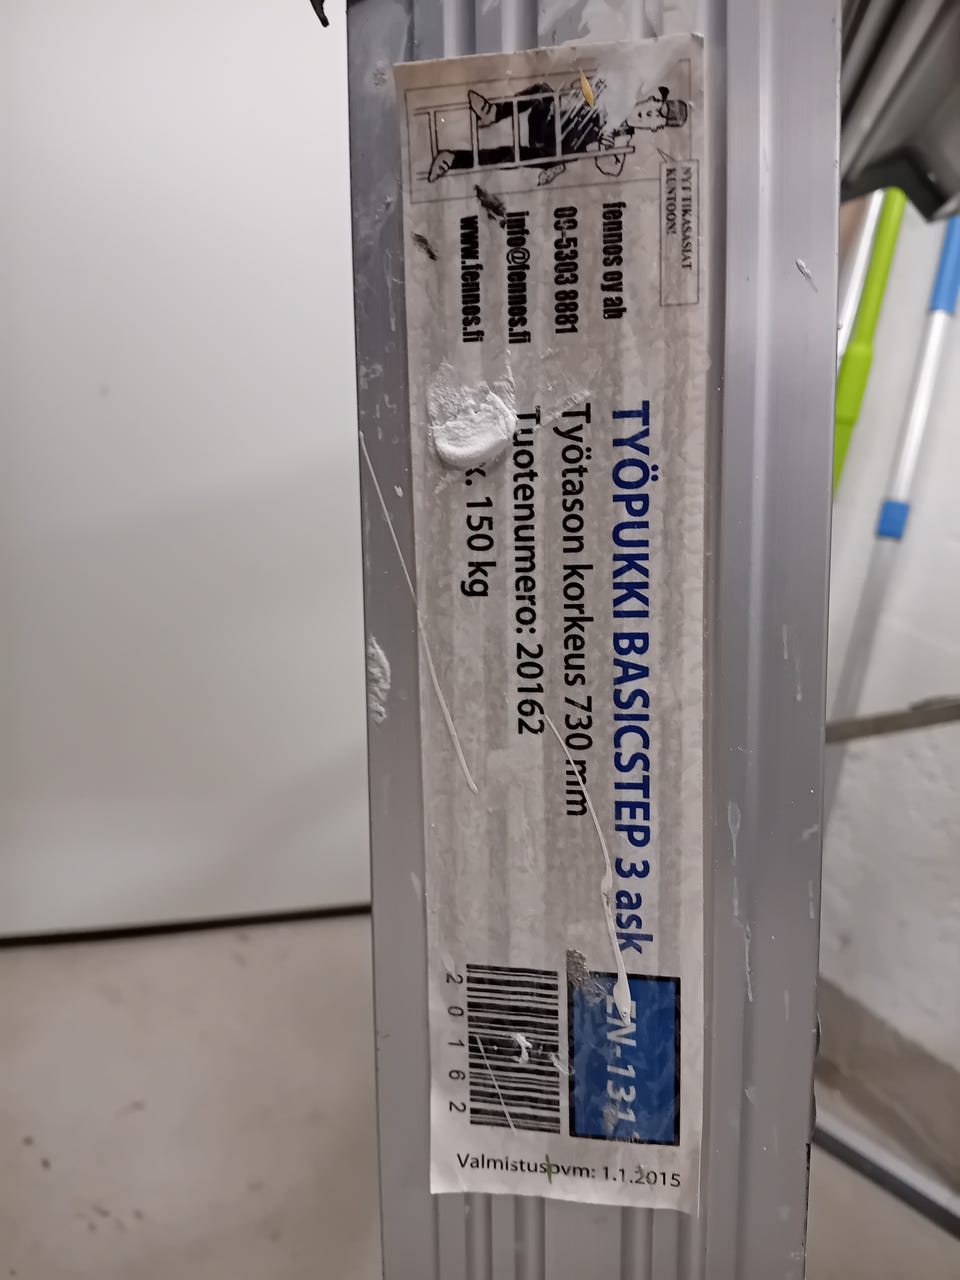 NYT TIKASASIAT
KUNTOON!
fennos oy ab
09-5303 8881
info@fennos.fi
www.fennos.fi
TYÖPUKKI BASICSTEP 3 ask
Työtason korkeus 730 mm
Tuotenumero: 20162
150 kg
EN-131
20162
Valmistuspvm: 1.1.2015